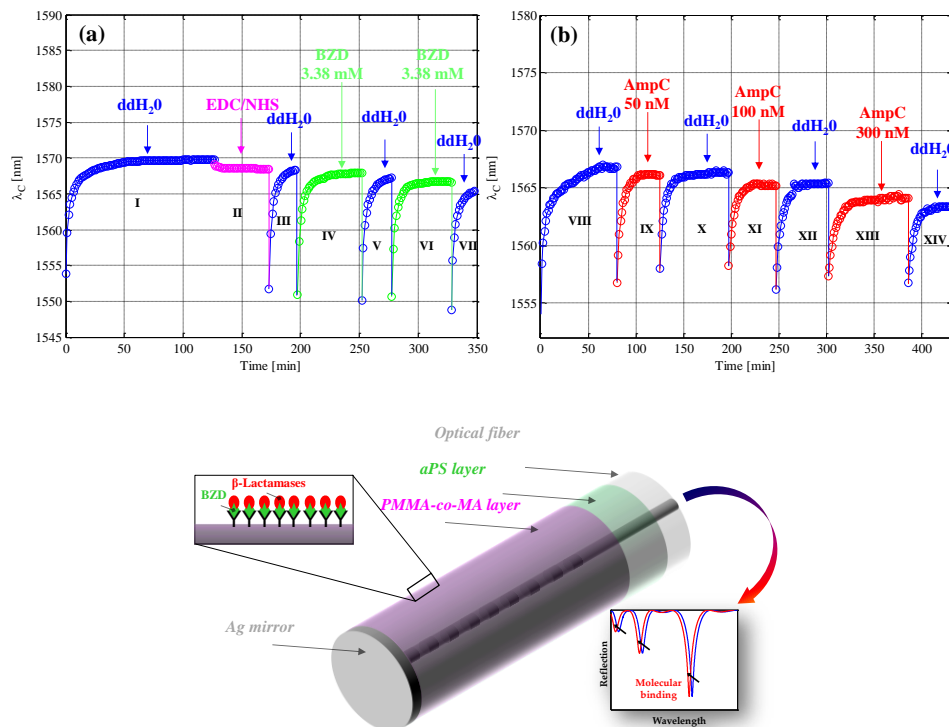 (a)
1590
1585
1580
1575
1570
1565
1560
1555
1550
1545
λC [nm]
ddH20
EDC/NHS
ddH20
BZD
3.38 mM
ddH20
BZD
3.38 mM
ddH20
I
II
III
IV
V
VI
VII
0
50
100
150
200
250
300
350
Time [min]
(b)
1580
1575
1570
1565
1560
1555
λC [nm]
ddH20
AmpC
50 nM
ddH20
AmpC
100 nM
ddH20
AmpC
300 nM
ddH20
VIII
IX
X
XI
XII
XIII
XIV
0
50
100
150
200
250
300
350
400
Time [min]
Optical fiber
aPS layer
PMMA-co-MA layer
β-Lactamases
BZD
Ag mirror
Reflection
Molecular
binding
Wavelength